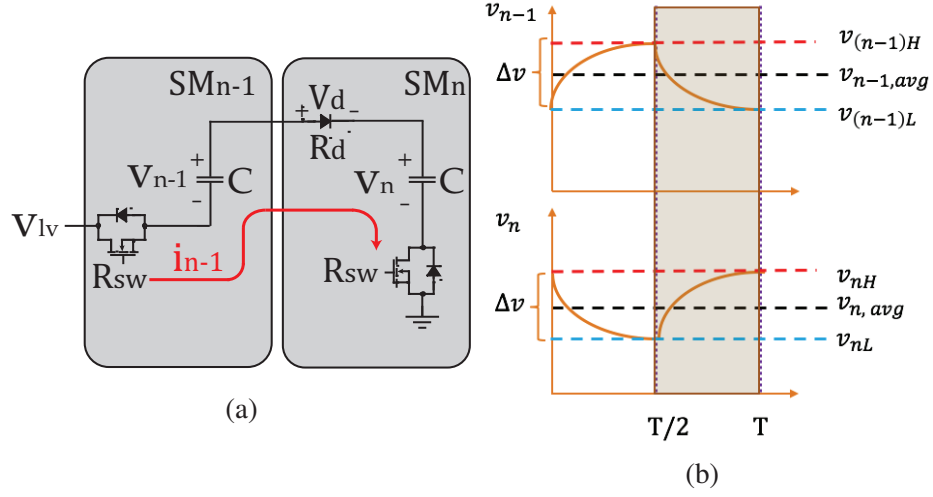 SMn-1
SMn
+ Vd -
Rd
+
Vn-1
-
C
+
Vn
-
C
Vlv
Rsw
in-1
Rsw
(a)
vn-1
Δv
v(n-1)H
vn-1,avg
v(n-1)L
vn
Δv
vnH
vn, avg
vnL
T/2
T
(b)